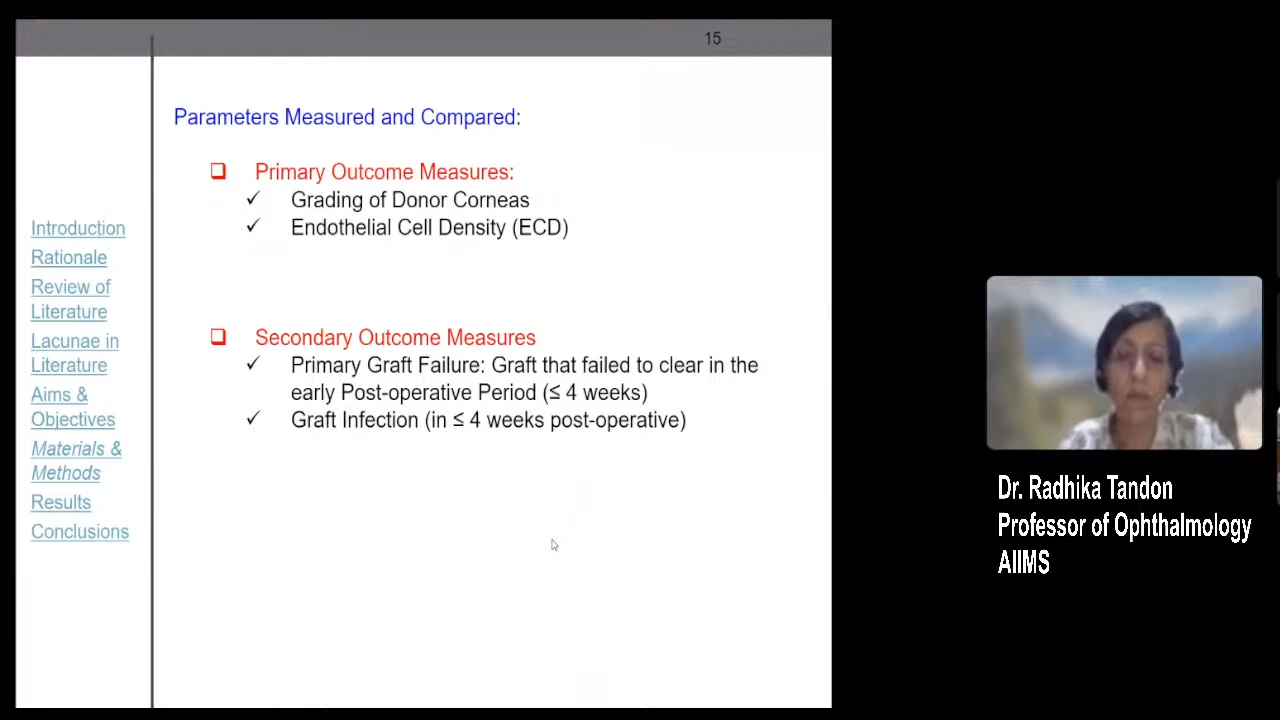 15
Parameters Measured and Compared:
Primary Outcome Measures:
Grading of Donor Corneas
Endothelial Cell Density (ECD)
Secondary Outcome Measures
Primary Graft Failure: Graft that failed to clear in the
early Post-operative Period (≤ 4 weeks)
Graft Infection (in ≤ 4 weeks post-operative)
Introduction
Rationale
Review of
Literature
Lacunae in
Literature
Aims &
Objectives
Materials &
Methods
Results
Conclusions
Dr. Radhika Tandon
Professor of Ophthalmology
AIIMS